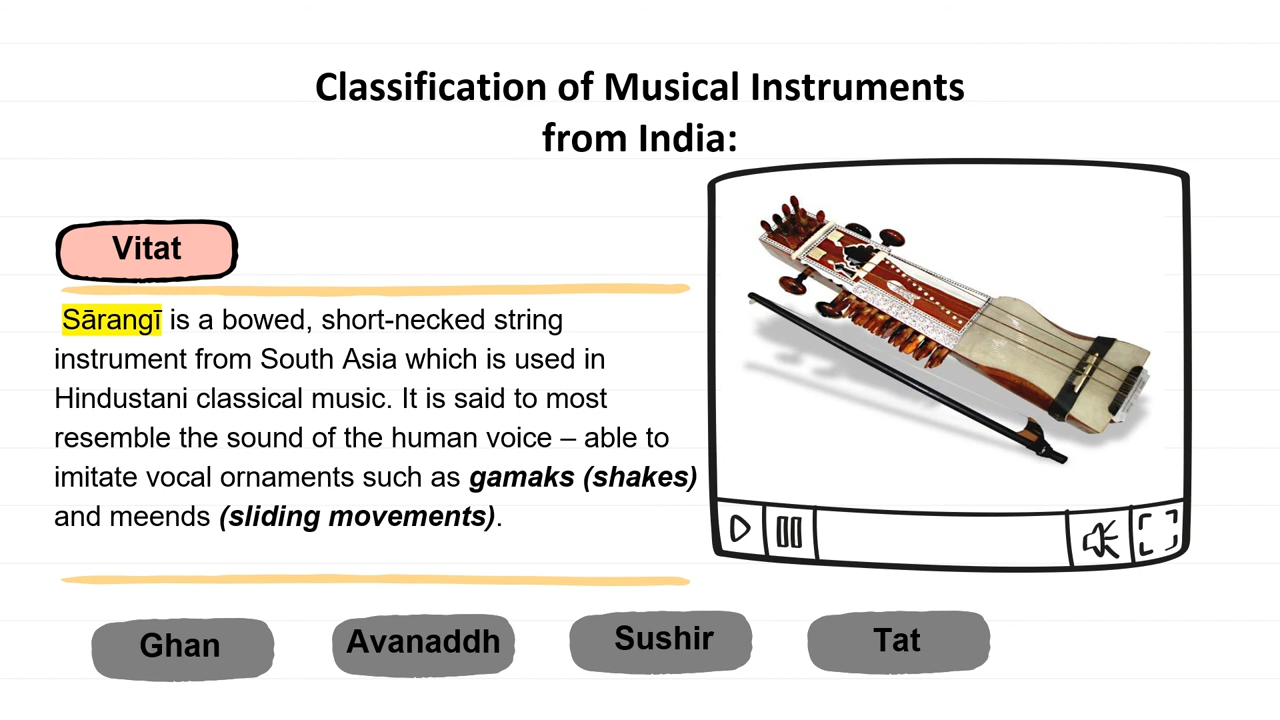 Classification of Musical Instruments
from India:
Vitat
Sārangī is a bowed, short-necked string
instrument from South Asia which is used in
Hindustani classical music. It is said to most
resemble the sound of the human voice – able to
imitate vocal ornaments such as gamaks (shakes)
and meends (sliding movements).
Ghan
Avanaddh
Sushir
Tat